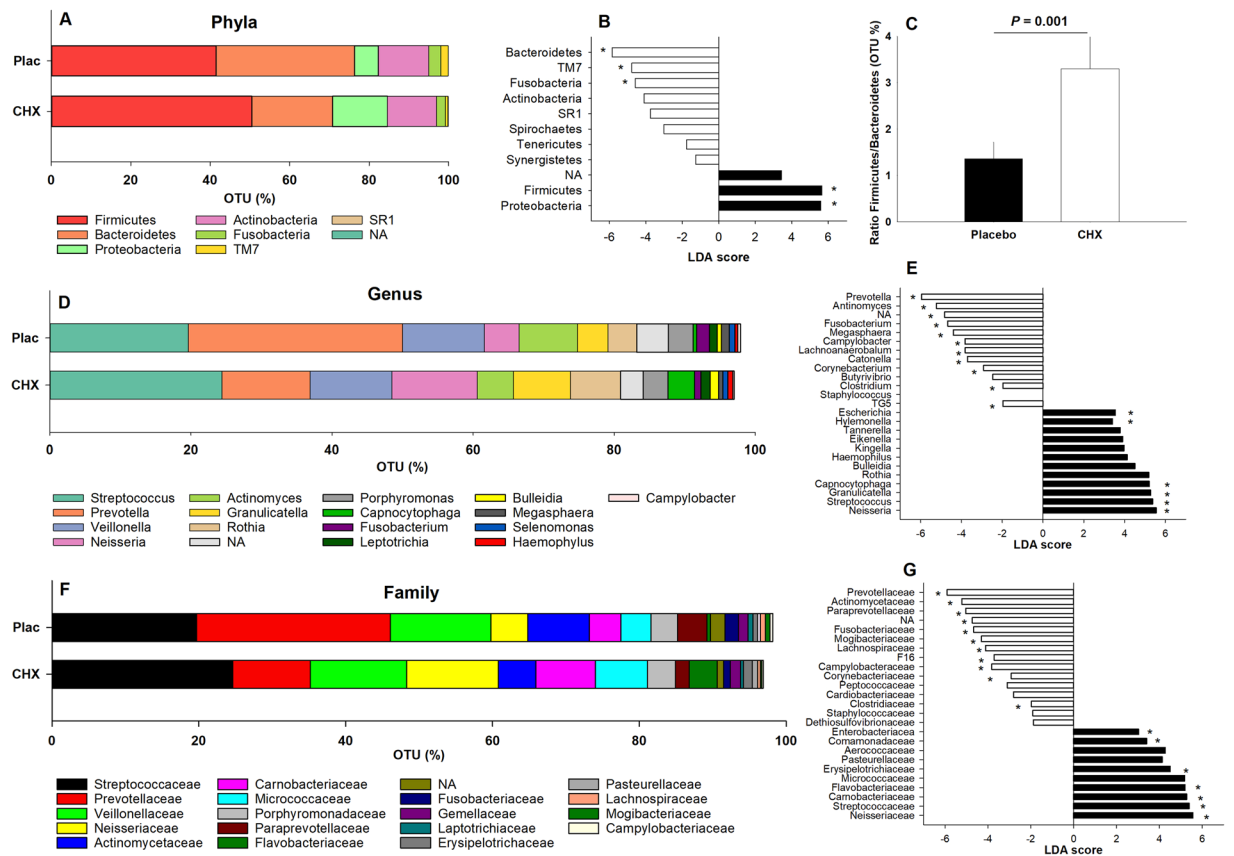 A
Phyla
Plac
CHX
0 20 40 60 80 100
OTU (%)
Firmicutes Actinobacteria SR1
Bacteroidetes Fusobacteria NA
Proteobacteria TM7
B
Bacteroidetes *
TM7 *
Fusobacteria *
Actinobacteria
SR1
Spirochaetes
Tenericutes
Synergistetes
NA
Firmicutes *
Proteobacteria *
-6 -4 -2 0 2 4 6
LDA score
C
P = 0.001
Ratio Firmicutes/Bacteroidetes (OTU %)
4
3
2
1
0
Placebo CHX
D
Genus
Plac
CHX
0 20 40 60 80 100
OTU (%)
Streptococcus Actinomyces Porphyromonas Bulleidia Campylobacter
Prevotella Granulicatella Capnocytophaga Megasphaera
Veillonella Rothia Fusobacterium Selenomonas
Neisseria NA Leptotrichia Haemophylus
E
Prevotella *
Antinomyces *
NA *
Fusobacterium *
Megasphaera *
Campylobacter *
Lachnoanaerobalum *
Catonella *
Corynebacterium *
Butyrivibrio
Clostridium *
Staphylococcus
TG5 *
Escherichia *
Hylemonella *
Tannerella
Eikenella
Kingella
Haemophilus
Bulleidia
Rothia
Capnocytophaga *
Granulicatella *
Streptococcus *
Neisseria *
-6 -4 -2 0 2 4 6
LDA score
F
Family
Plac
CHX
0 20 40 60 80 100
OTU (%)
Streptococcaceae Carnobacteriaceae NA Pasteurellaceae
Prevotellaceae Micrococcaceae Fusobacteriaceae Lachnospiraceae
Veillonellaceae Porphyromonadaceae Gemellaceae Mogibacteriaceae
Neisseriaceae Paraprevotellaceae Laptotrichiaceae Campylobacteriaceae
Actinomycetaceae Flavobacteriaceae Erysipelotrichaceae
G
Prevotellaceae *
Actinomycetaceae *
Paraprevotellaceae *
NA *
Fusobacteriaceae *
Mogibacteriaceae *
Lachnospiraceae *
F16 *
Campylobacteraceae *
Corynebacteriaceae *
Peptococcaceae
Cardiobacteriaceae
Clostridiaceae *
Staphylococcaceae
Dethiosulfovibrionaceae
Enterobacteriacea *
Comamonadaceae *
Aerococcaceae
Pasteurellaceae
Erysipelotrichiaceae *
Micrococcaceae
Flavobacteriaceae *
Carnobacteriaceae *
Streptococcaceae *
Neisseriaceae *
-6 -4 -2 0 2 4 6
LDA score